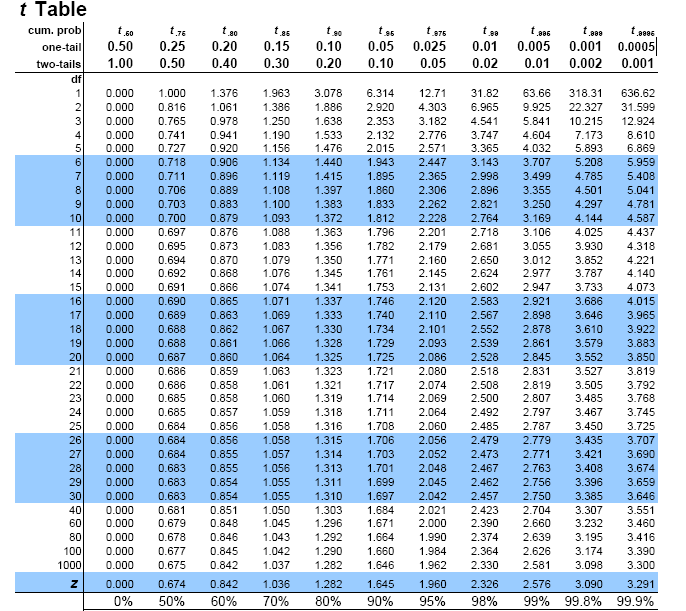 t Table
cum. prob t .50 t .75 t .80 t .85 t .90 t .95 t .975 t .99 t .995 t .999 t .9995
one-tail 0.50 0.25 0.20 0.15 0.10 0.05 0.025 0.01 0.005 0.001 0.0005
two-tails 1.00 0.50 0.40 0.30 0.20 0.10 0.05 0.02 0.01 0.002 0.001
df
1 0.000 1.000 1.376 1.963 3.078 6.314 12.71 31.82 63.66 318.31 636.62
2 0.000 0.816 1.061 1.386 1.886 2.920 4.303 6.965 9.925 22.327 31.599
3 0.000 0.765 0.978 1.250 1.638 2.353 3.182 4.541 5.841 10.215 12.924
4 0.000 0.741 0.941 1.190 1.533 2.132 2.776 3.747 4.604 7.173 8.610
5 0.000 0.727 0.920 1.156 1.476 2.015 2.571 3.365 4.032 5.893 6.869
6 0.000 0.718 0.906 1.134 1.440 1.943 2.447 3.143 3.707 5.208 5.959
7 0.000 0.711 0.896 1.119 1.415 1.895 2.365 2.998 3.499 4.785 5.408
8 0.000 0.706 0.889 1.108 1.397 1.860 2.306 2.896 3.355 4.501 5.041
9 0.000 0.703 0.883 1.100 1.383 1.833 2.262 2.821 3.250 4.297 4.781
10 0.000 0.700 0.879 1.093 1.372 1.812 2.228 2.764 3.169 4.144 4.587
11 0.000 0.697 0.876 1.088 1.363 1.796 2.201 2.718 3.106 4.025 4.437
12 0.000 0.695 0.873 1.083 1.356 1.782 2.179 2.681 3.055 3.930 4.318
13 0.000 0.694 0.870 1.079 1.350 1.771 2.160 2.650 3.012 3.852 4.221
14 0.000 0.692 0.868 1.076 1.345 1.761 2.145 2.624 2.977 3.787 4.140
15 0.000 0.691 0.866 1.074 1.341 1.753 2.131 2.602 2.947 3.733 4.073
16 0.000 0.690 0.865 1.071 1.337 1.746 2.120 2.583 2.921 3.686 4.015
17 0.000 0.689 0.863 1.069 1.333 1.740 2.110 2.567 2.898 3.646 3.965
18 0.000 0.688 0.862 1.067 1.330 1.734 2.101 2.552 2.878 3.610 3.922
19 0.000 0.688 0.861 1.066 1.328 1.729 2.093 2.539 2.861 3.579 3.883
20 0.000 0.687 0.860 1.064 1.325 1.725 2.086 2.528 2.845 3.552 3.850
21 0.000 0.686 0.859 1.063 1.323 1.721 2.080 2.518 2.831 3.527 3.819
22 0.000 0.686 0.858 1.061 1.321 1.717 2.074 2.508 2.819 3.505 3.792
23 0.000 0.685 0.858 1.060 1.319 1.714 2.069 2.500 2.807 3.485 3.768
24 0.000 0.685 0.857 1.059 1.318 1.711 2.064 2.492 2.797 3.467 3.745
25 0.000 0.684 0.856 1.058 1.316 1.708 2.060 2.485 2.787 3.450 3.725
26 0.000 0.684 0.856 1.058 1.315 1.706 2.056 2.479 2.779 3.435 3.707
27 0.000 0.684 0.855 1.057 1.314 1.703 2.052 2.473 2.771 3.421 3.690
28 0.000 0.683 0.855 1.056 1.313 1.701 2.048 2.467 2.763 3.408 3.674
29 0.000 0.683 0.854 1.055 1.311 1.699 2.045 2.462 2.756 3.396 3.659
30 0.000 0.683 0.854 1.055 1.310 1.697 2.042 2.457 2.750 3.385 3.646
40 0.000 0.681 0.851 1.050 1.303 1.684 2.021 2.423 2.704 3.307 3.551
60 0.000 0.679 0.848 1.045 1.296 1.671 2.000 2.390 2.660 3.232 3.460
80 0.000 0.678 0.846 1.043 1.292 1.664 1.990 2.374 2.639 3.195 3.416
100 0.000 0.677 0.845 1.042 1.290 1.660 1.984 2.364 2.626 3.174 3.390
1000 0.000 0.675 0.842 1.037 1.282 1.646 1.962 2.330 2.581 3.098 3.300
z 0.000 0.674 0.842 1.036 1.282 1.645 1.960 2.326 2.576 3.090 3.291
0% 50% 60% 70% 80% 90% 95% 98% 99% 99.8% 99.9%